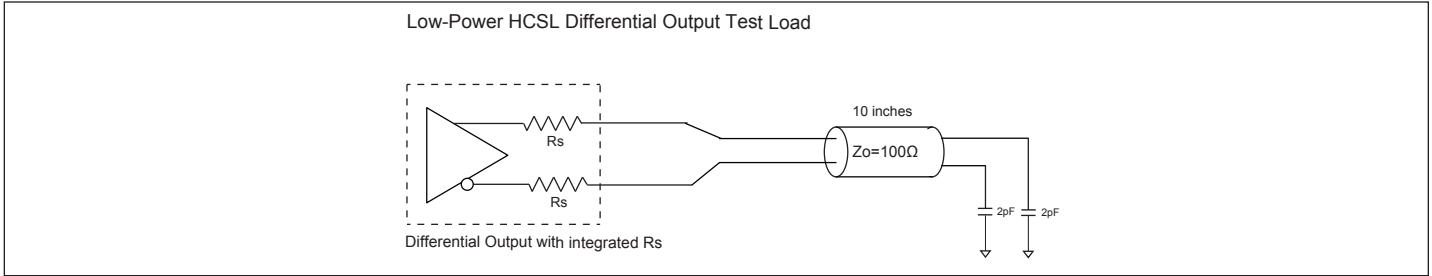 Low-Power HCSL Differential Output Test Load
10 inches
Rs
Zo=100Ω
Rs
2pF
2pF
Differential Output with integrated Rs